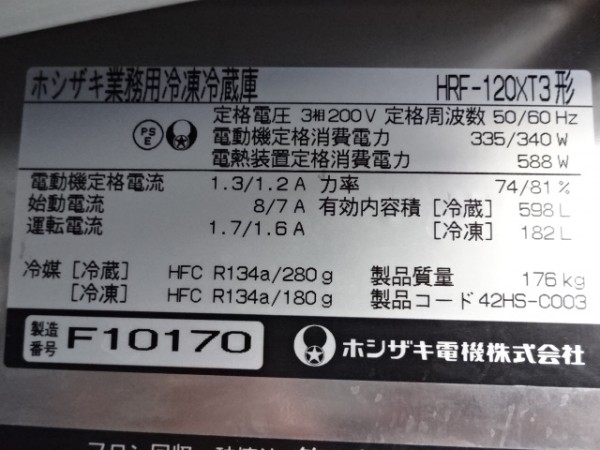 ホシザキ業務用冷凍冷蔵庫 HRF-120XT3形
定格電圧 3相200V 定格周波数 50/60 Hz
PS E 電動機定格消費電力 335/340 W
電熱装置定格消費電力 588 W
電動機定格電流 1.3/1.2 A 力率 74/81 %
始動電流 8/7 A 有効内容積 [冷蔵] 598 L
運転電流 1.7/1.6 A [冷凍] 182 L
冷媒 [冷蔵] HFC R134a/280 g 製品質量 176 kg
[冷凍] HFC R134a/180 g 製品コード 42HS-C003
製造番号 F10170 ホシザキ電機株式会社